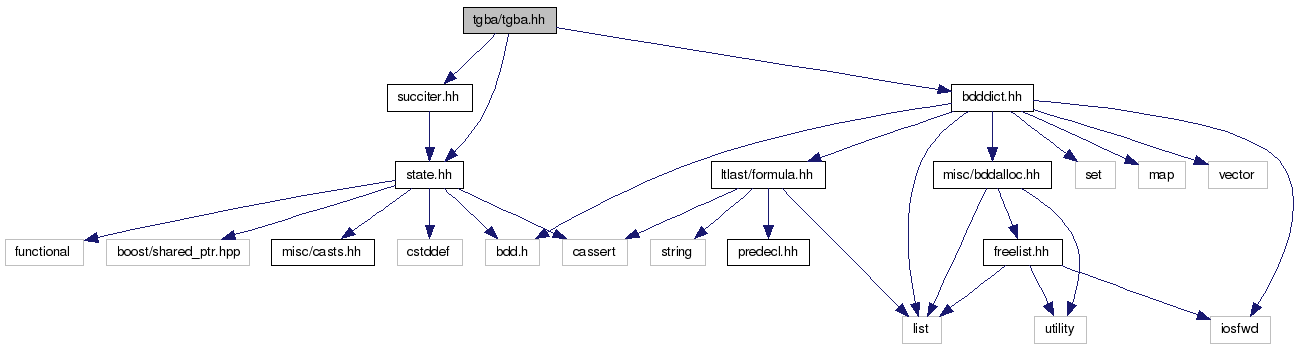 tgba/tgba.hh
succiter.hh
bdddict.hh
state.hh
ltlast/formula.hh
misc/bddalloc.hh
set
map
vector
functional
boost/shared_ptr.hpp
misc/casts.hh
cstddef
bdd.h
cassert
string
predecl.hh
freelist.hh
list
utility
iosfwd